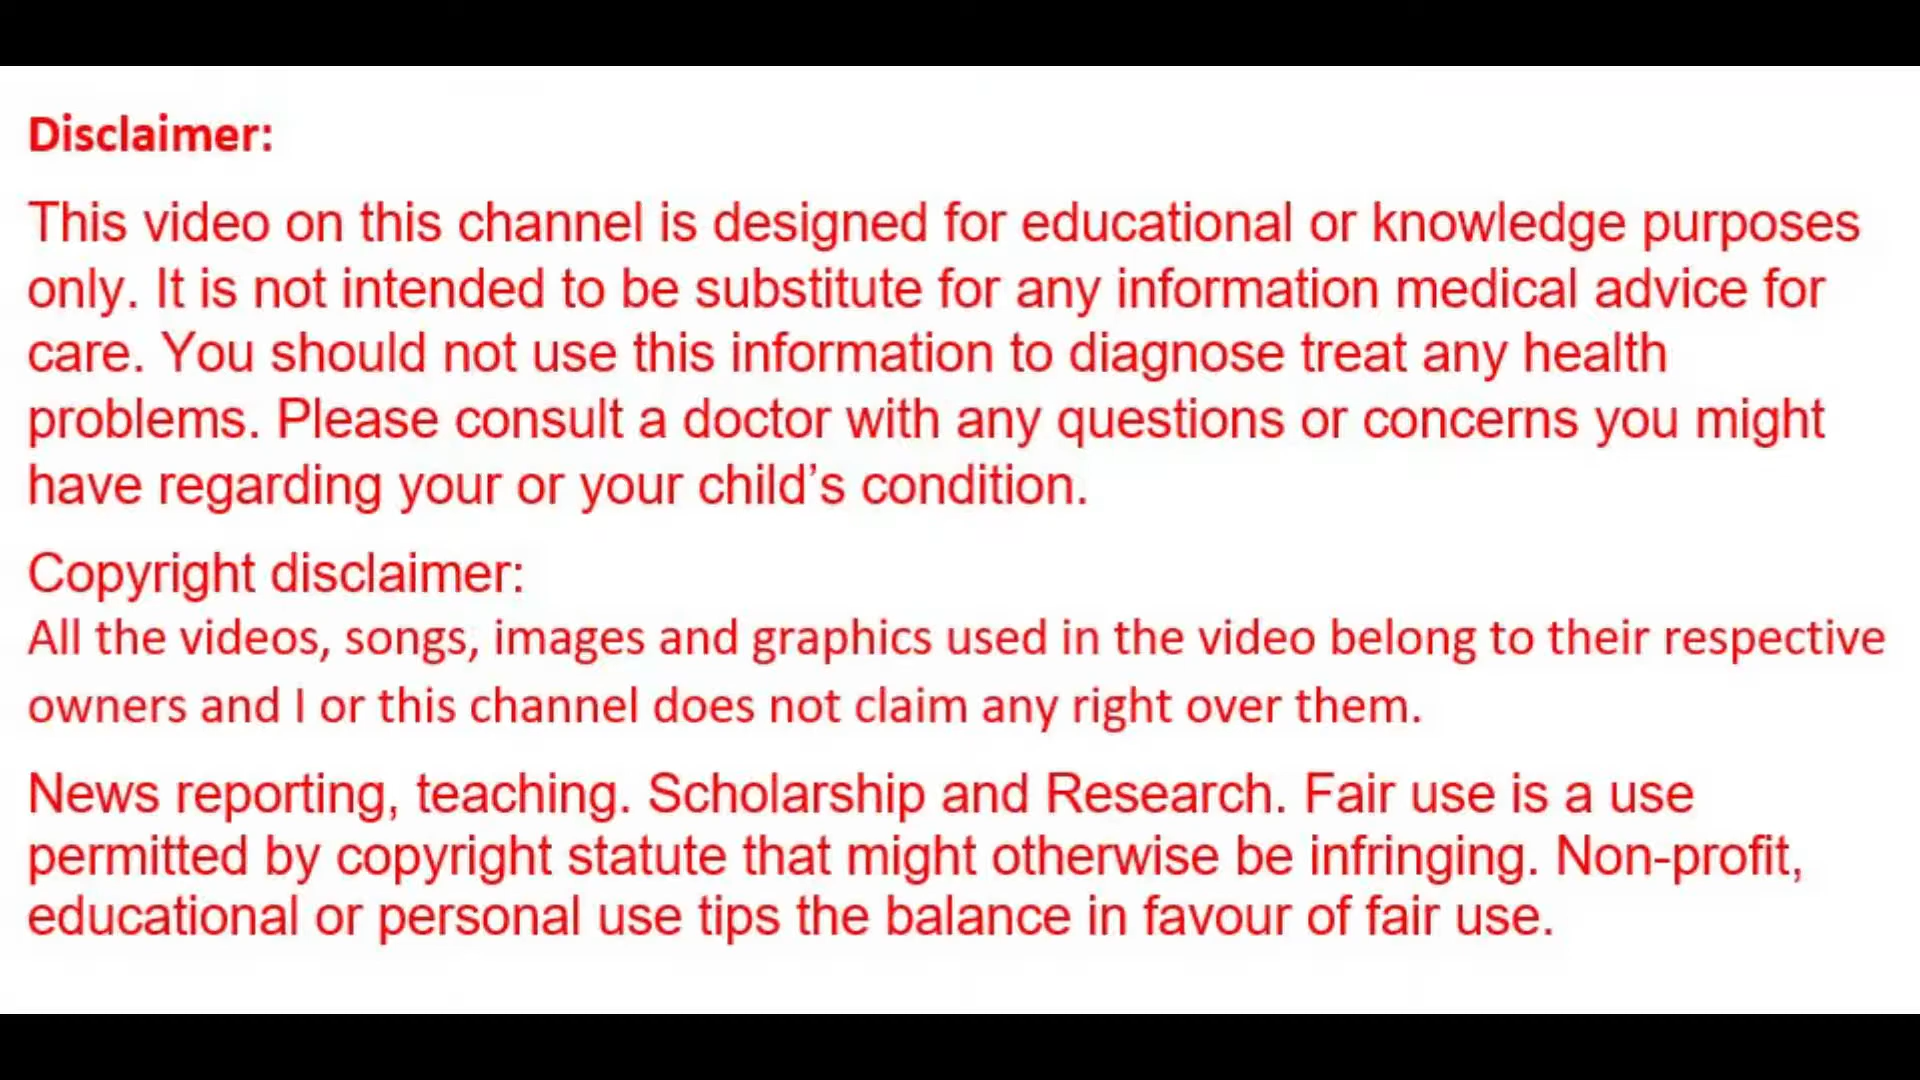 Disclaimer:
This video on this channel is designed for educational or knowledge purposes
only. It is not intended to be substitute for any information medical advice for
care. You should not use this information to diagnose treat any health
problems. Please consult a doctor with any questions or concerns you might
have regarding your or your child’s condition.
Copyright disclaimer:
All the videos, songs, images and graphics used in the video belong to their respective
owners and I or this channel does not claim any right over them.
News reporting, teaching. Scholarship and Research. Fair use is a use
permitted by copyright statute that might otherwise be infringing. Non-profit,
educational or personal use tips the balance in favour of fair use.